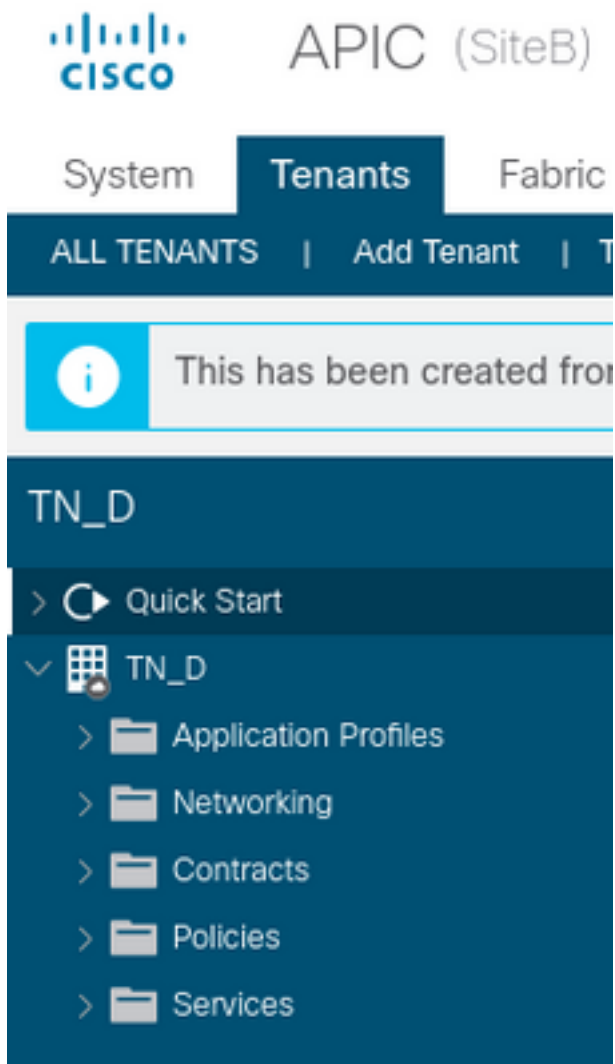 CISCO APIC (SiteB)
System Tenants Fabric
ALL TENANTS | Add Tenant | T
This has been created from
TN_D
Quick Start
TN_D
Application Profiles
Networking
Contracts
Policies
Services